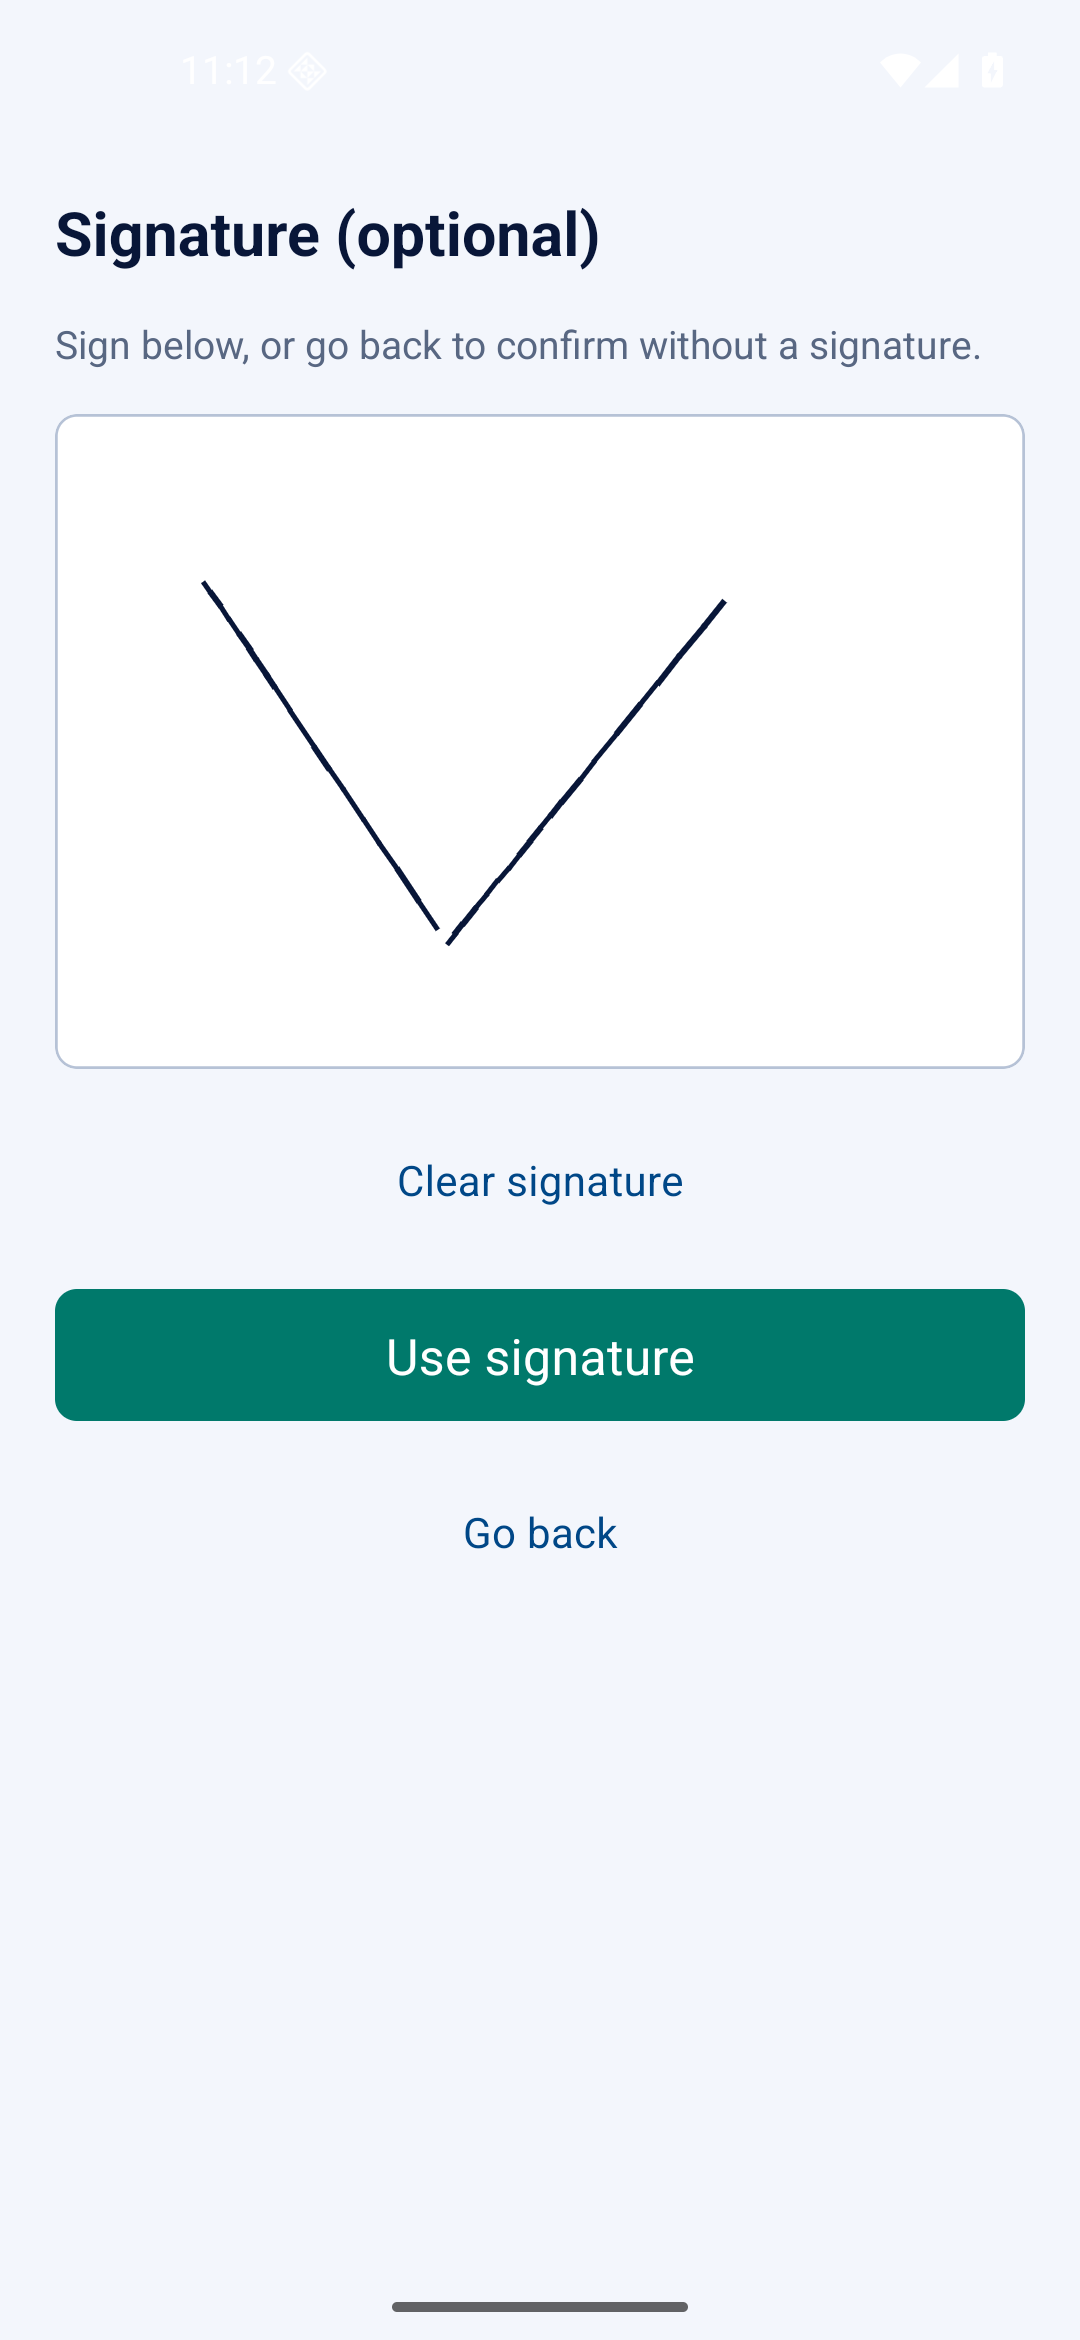 11:12
Signature (optional)
Sign below, or go back to confirm without a signature.
Clear signature
Use signature
Go back